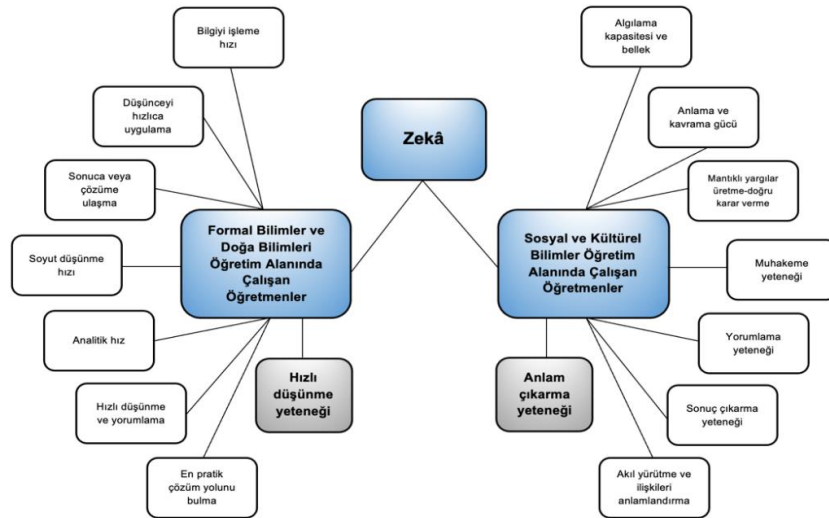 Zekâ
Bilgiyi işleme
hızı
Düşünceyi
hızlıca
uygulama
Sonuca veya
çözüme
ulaşma
Soyut düşünme
hızı
Analitik hız
Hızlı düşünme
ve yorumlama
En pratik
çözüm yolunu
bulma
Formal Bilimler ve
Doğa Bilimleri
Öğretim Alanında
Çalışan
Öğretmenler
Hızlı
düşünme
yeteneği
Algılama
kapasitesi ve
bellek
Anlama ve
kavrama gücü
Mantıklı yargılar
üretme-doğru
karar verme
Muhakeme
yeteneği
Yorumlama
yeteneği
Sonuç çıkarma
yeteneği
Akıl yürütme ve
ilişkileri
anlamlandırma
Sosyal ve Kültürel
Bilimler Öğretim
Alanında Çalışan
Öğretmenler
Anlam
çıkarma
yeteneği